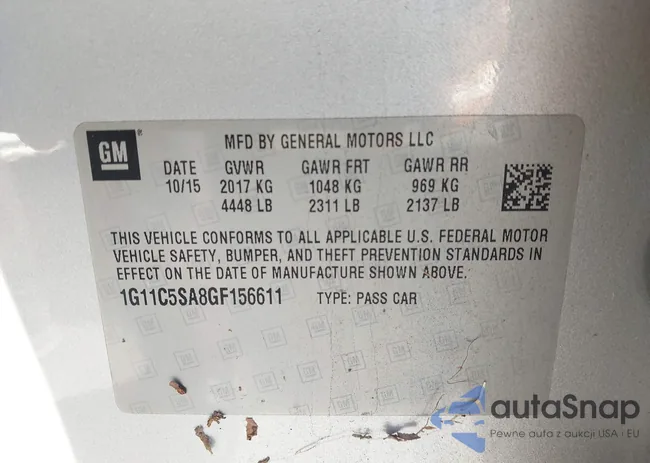 GM
MFD BY GENERAL MOTORS LLC
DATE GVWR GAWR FRT GAWR RR
10/15 2017 KG 1048 KG 969 KG
4448 LB 2311 LB 2137 LB
THIS VEHICLE CONFORMS TO ALL APPLICABLE U.S. FEDERAL MOTOR
VEHICLE SAFETY, BUMPER, AND THEFT PREVENTION STANDARDS IN
EFFECT ON THE DATE OF MANUFACTURE SHOWN ABOVE.
1G11C5SA8GF156611 TYPE: PASS CAR
autaSnap
Pewne auta z aukcji USA i EU